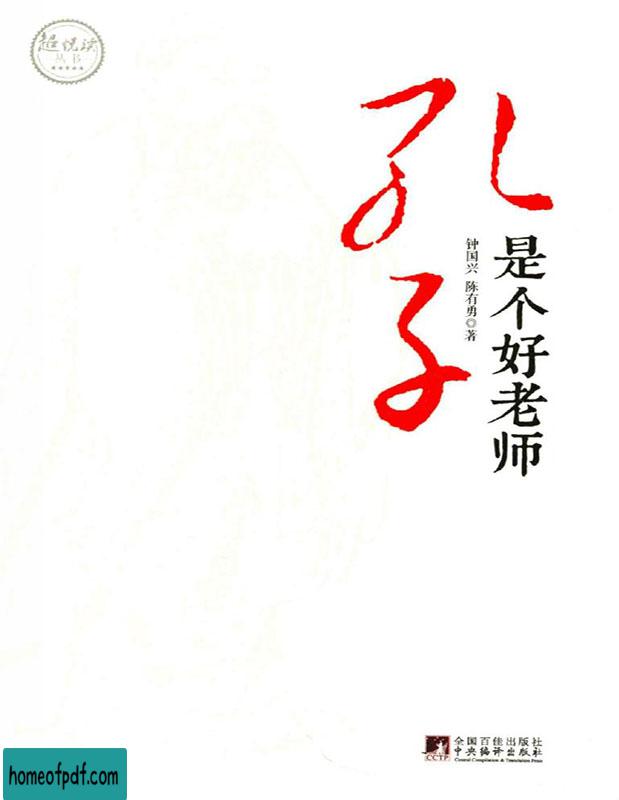 超悦读
丛书
孔子
是个好老师
钟国兴 陈有勇◎著
全国百佳出版社
中央编译出版社
CCTP
Central Compilation & Translation Press
homeofpdf.com